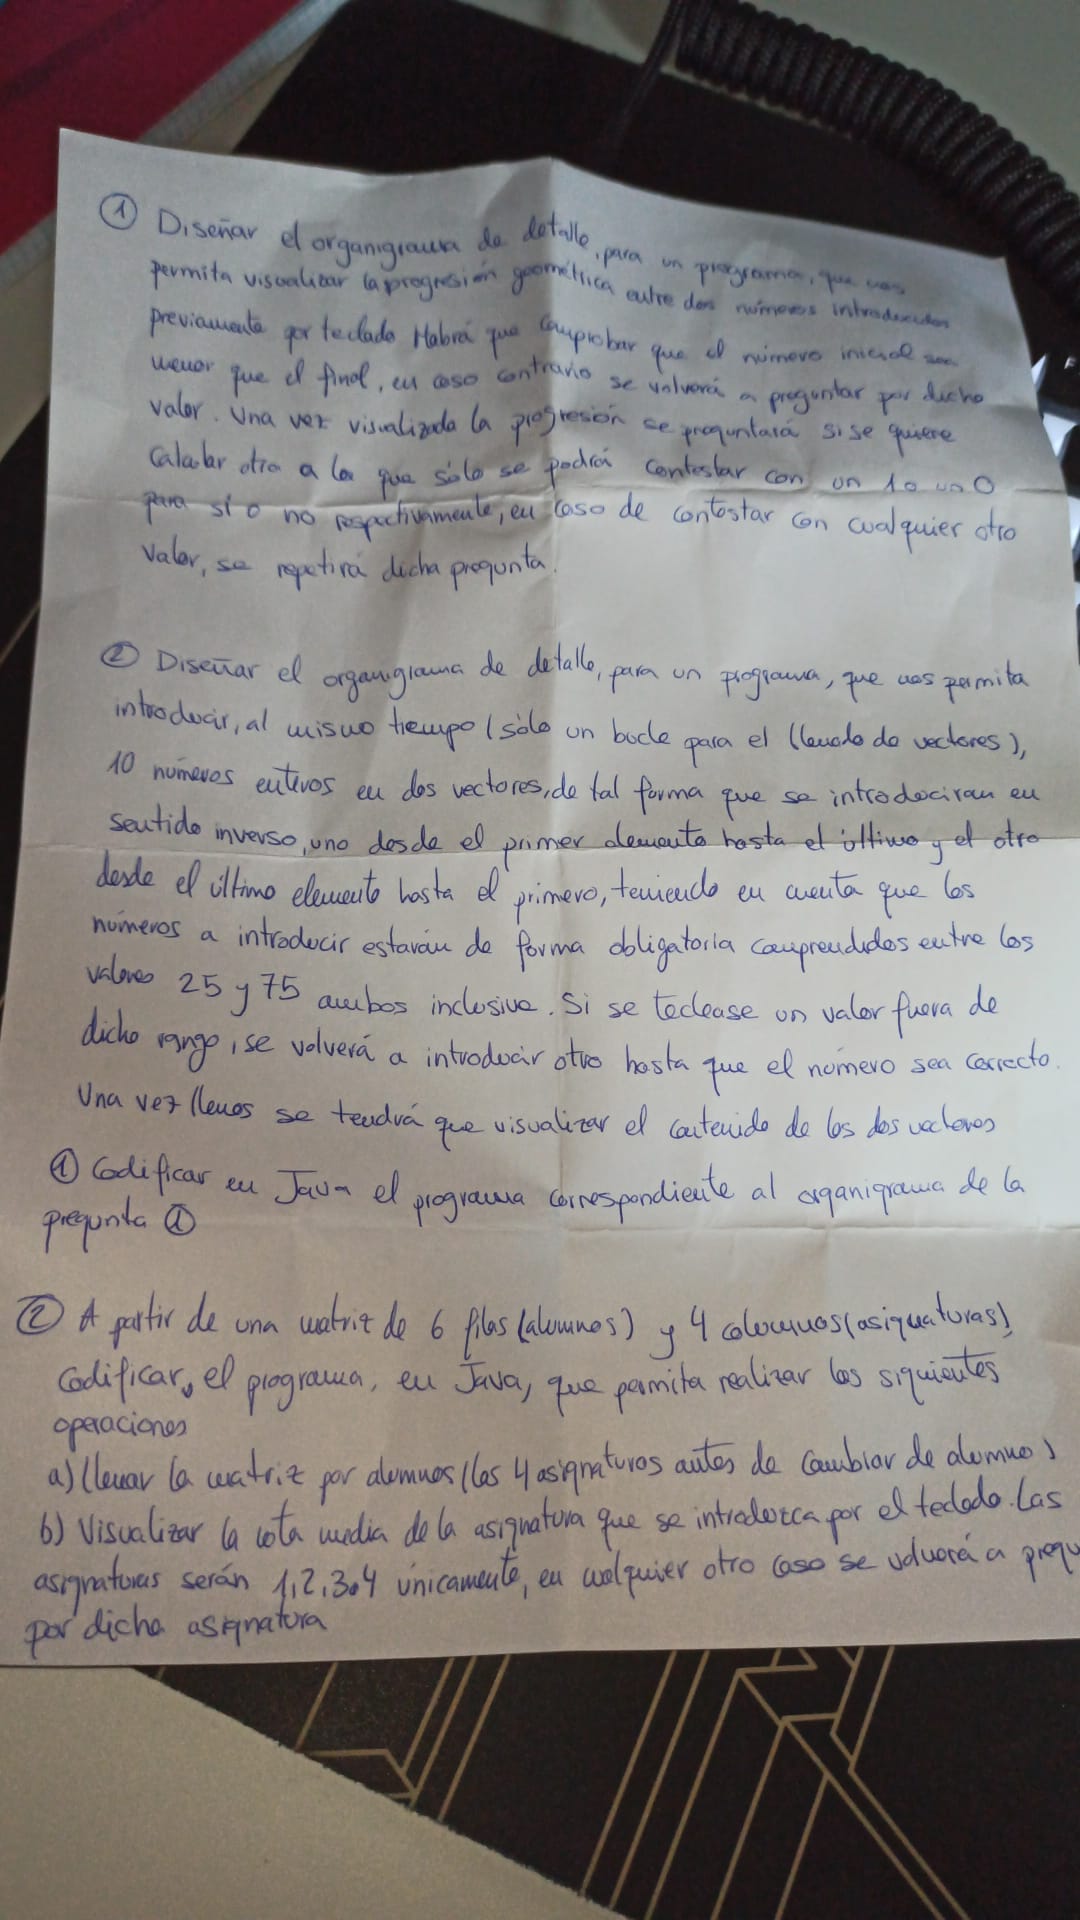 ① Diseñar el organigrama de detalle, para un programa, que nos
permita visualizar la progresión geométrica entre dos números introducidos
previamente por teclado Habrá que comprobar que el número inicial sea
menor que el final, en caso contrario se volverá a preguntar por dicho
valor. Una vez visualizada la progresión se preguntará si se quiere
calcular otra a la que sólo se podrá contestar con un 1 o un 0
para sí o no respectivamente, en caso de contestar con cualquier otro
valor, se repetirá dicha pregunta.
② Diseñar el organigrama de detalle, para un programa, que nos permita
introducir, al mismo tiempo (sólo un bucle para el llenado de vectores),
10 números enteros en dos vectores, de tal forma que se introduciran en
sentido inverso, uno desde el primer elemento hasta el último y el otro
desde el último elemento hasta el primero, teniendo en cuenta que los
números a introducir estarán de forma obligatoria comprendidos entre los
valores 25 y 75 ambos inclusive. Si se teclease un valor fuera de
dicho rango, se volverá a introducir otro hasta que el número sea correcto.
Una vez llenos se tendrá que visualizar el contenido de los dos vectores
① Codificar en Java el programa correspondiente al organigrama de la
pregunta ①
② A partir de una matriz de 6 filas (alumnos) y 4 columnas (asignaturas),
Codificar, el programa, en Java, que permita realizar las siguientes
operaciones
a) llenar la matriz por alumnos (las 4 asignaturas antes de cambiar de alumno)
b) Visualizar la nota media de la asignatura que se introduzca por el teclado. Las
asignaturas serán 1, 2, 3 o 4 únicamente, en cualquier otro caso se volverá a pregu
por dicha asignatura